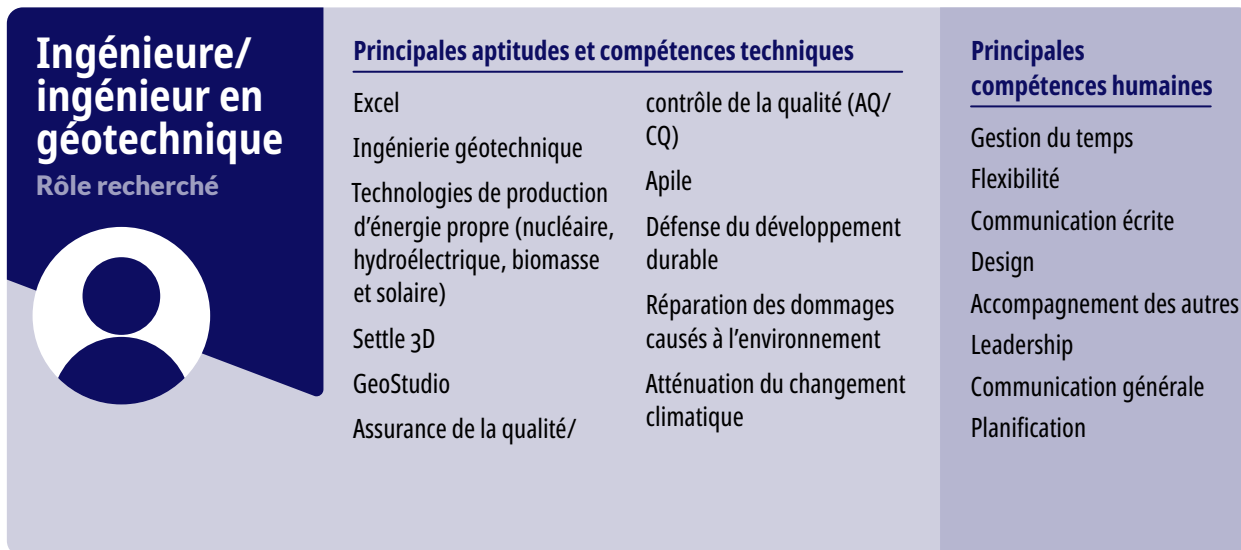 Ingénieure/
ingénieur en
géotechnique
Rôle recherché
Principales aptitudes et compétences techniques
Excel
Ingénierie géotechnique
Technologies de production
d’énergie propre (nucléaire,
hydroélectrique, biomasse
et solaire)
Settle 3D
GeoStudio
Assurance de la qualité/
contrôle de la qualité (AQ/
CQ)
Apile
Défense du développement
durable
Réparation des dommages
causés à l’environnement
Atténuation du changement
climatique
Principales
compétences humaines
Gestion du temps
Flexibilité
Communication écrite
Design
Accompagnement des autres
Leadership
Communication générale
Planification